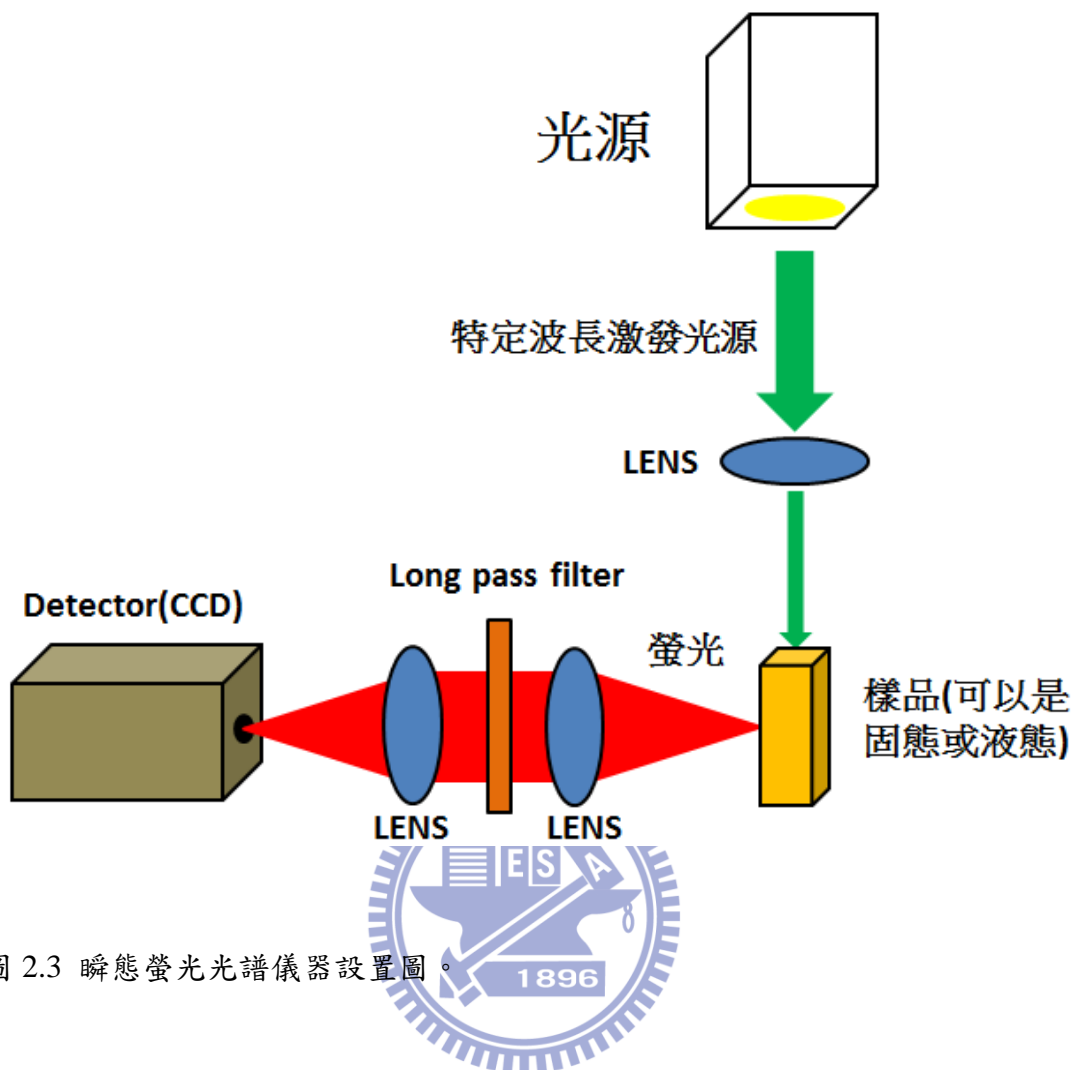 光源
特定波長激發光源
LENS
Long pass filter
Detector(CCD)
螢光
樣品(可以是
固態或液態)
LENS
LENS
ESA
1896
圖 2.3 瞬態螢光光譜儀器設置圖。